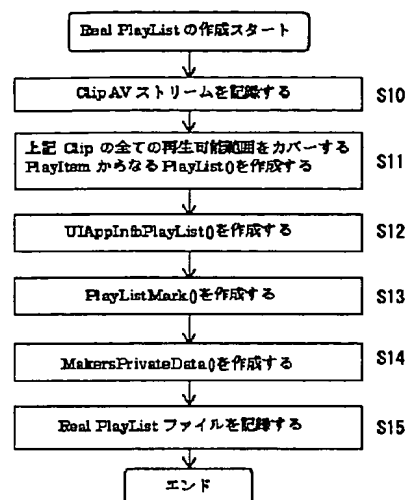 Real PlayList の作成スタート
Clip AV ストリームを記録する
S10
上記 Clip の全ての再生可能範囲をカバーする
PlayItem からなる PlayList()を作成する
S11
UIAppInfoPlayList()を作成する
S12
PlayListMark()を作成する
S13
MakersPrivateData()を作成する
S14
Real PlayList ファイルを記録する
S15
エンド